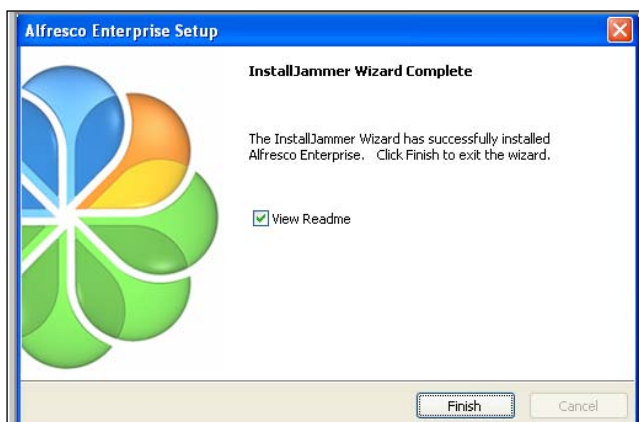 Alfresco Enterprise Setup
InstallJammer Wizard Complete
The InstallJammer Wizard has successfully installed
Alfresco Enterprise. Click Finish to exit the wizard.
View Readme
Finish Cancel